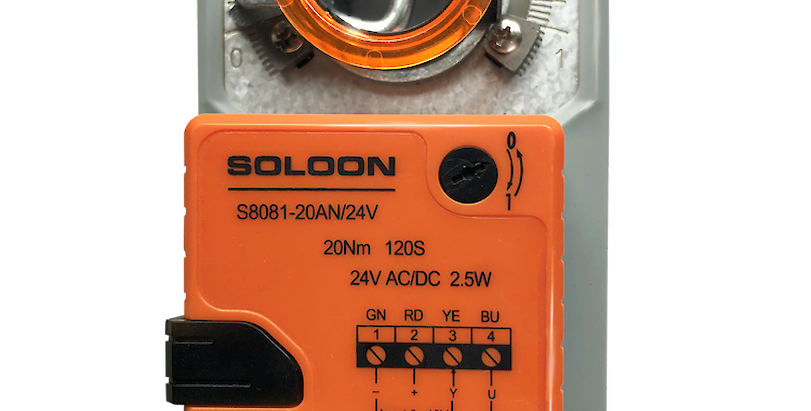 0 1
SOLOON
0
1
S8081-20AN/24V
20Nm 120S
24V AC/DC 2.5W
GN RD YE BU
1 2 3 4
- + Y U